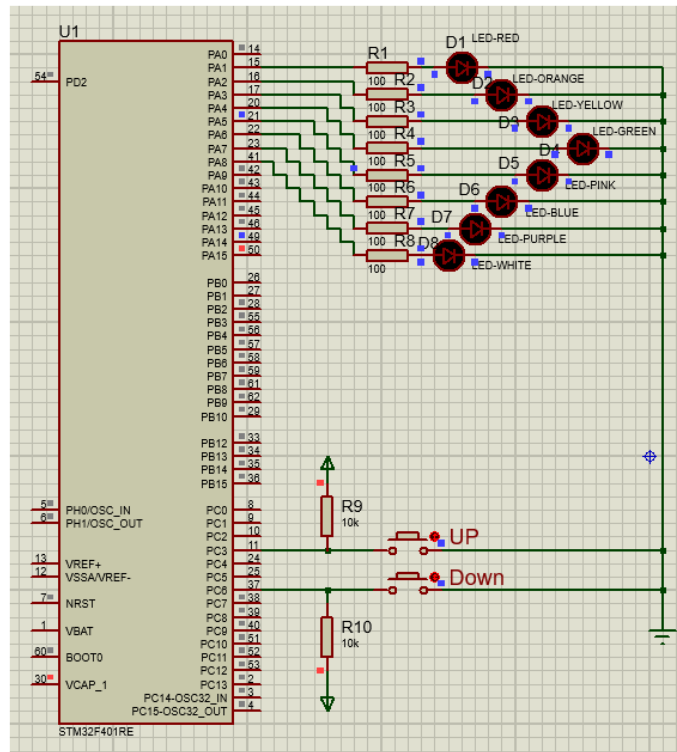 U1
54 PD2
PA0 14
PA1 15
PA2 16
PA3 17
PA4 20
PA5 21
PA6 22
PA7 23
PA8 41
PA9 42
PA10 43
PA11 44
PA12 45
PA13 46
PA14 49
PA15 50
PB0 26
PB1 27
PB2 28
PB3 55
PB4 56
PB5 57
PB6 58
PB7 59
PB8 61
PB9 62
PB10 29
PB12 33
PB13 34
PB14 35
PB15 36
5 PH0/OSC_IN
6 PH1/OSC_OUT
13 VREF+
12 VSSA/VREF-
7 NRST
1 VBAT
60 BOOT0
30 VCAP_1
PC0 8
PC1 9
PC2 10
PC3 11
PC4 24
PC5 25
PC6 37
PC7 38
PC8 39
PC9 40
PC10 51
PC11 52
PC12 53
PC13 2
PC14-OSC32_IN 3
PC15-OSC32_OUT 4
STM32F401RE
R1
100
D1 LED-RED
R2
100
D2 LED-ORANGE
R3
100
D3 LED-YELLOW
R4
100
D4 LED-GREEN
R5
100
D5 LED-PINK
R6
100
D6 LED-BLUE
R7
100
D7 LED-PURPLE
R8
100
D8 LED-WHITE
R9
10k
UP
Down
R10
10k